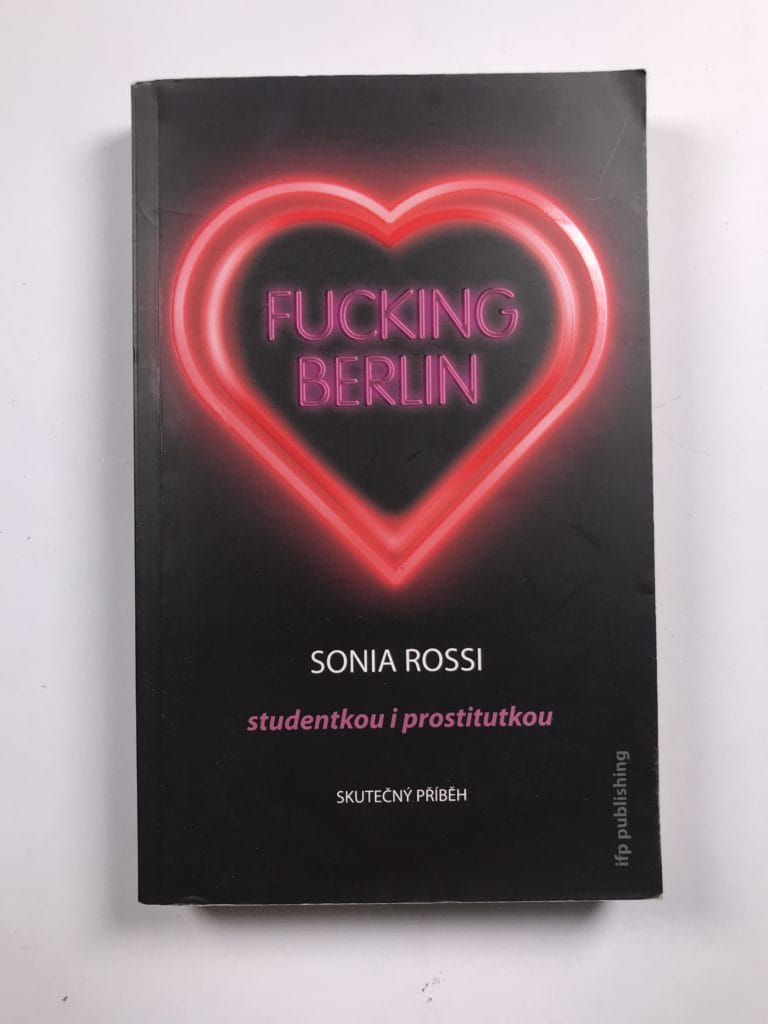 FUCKING
BERLIN
SONIA ROSSI
studentkou i prostitutkou
SKUTEČNÝ PŘÍBĚH
ifp publishing